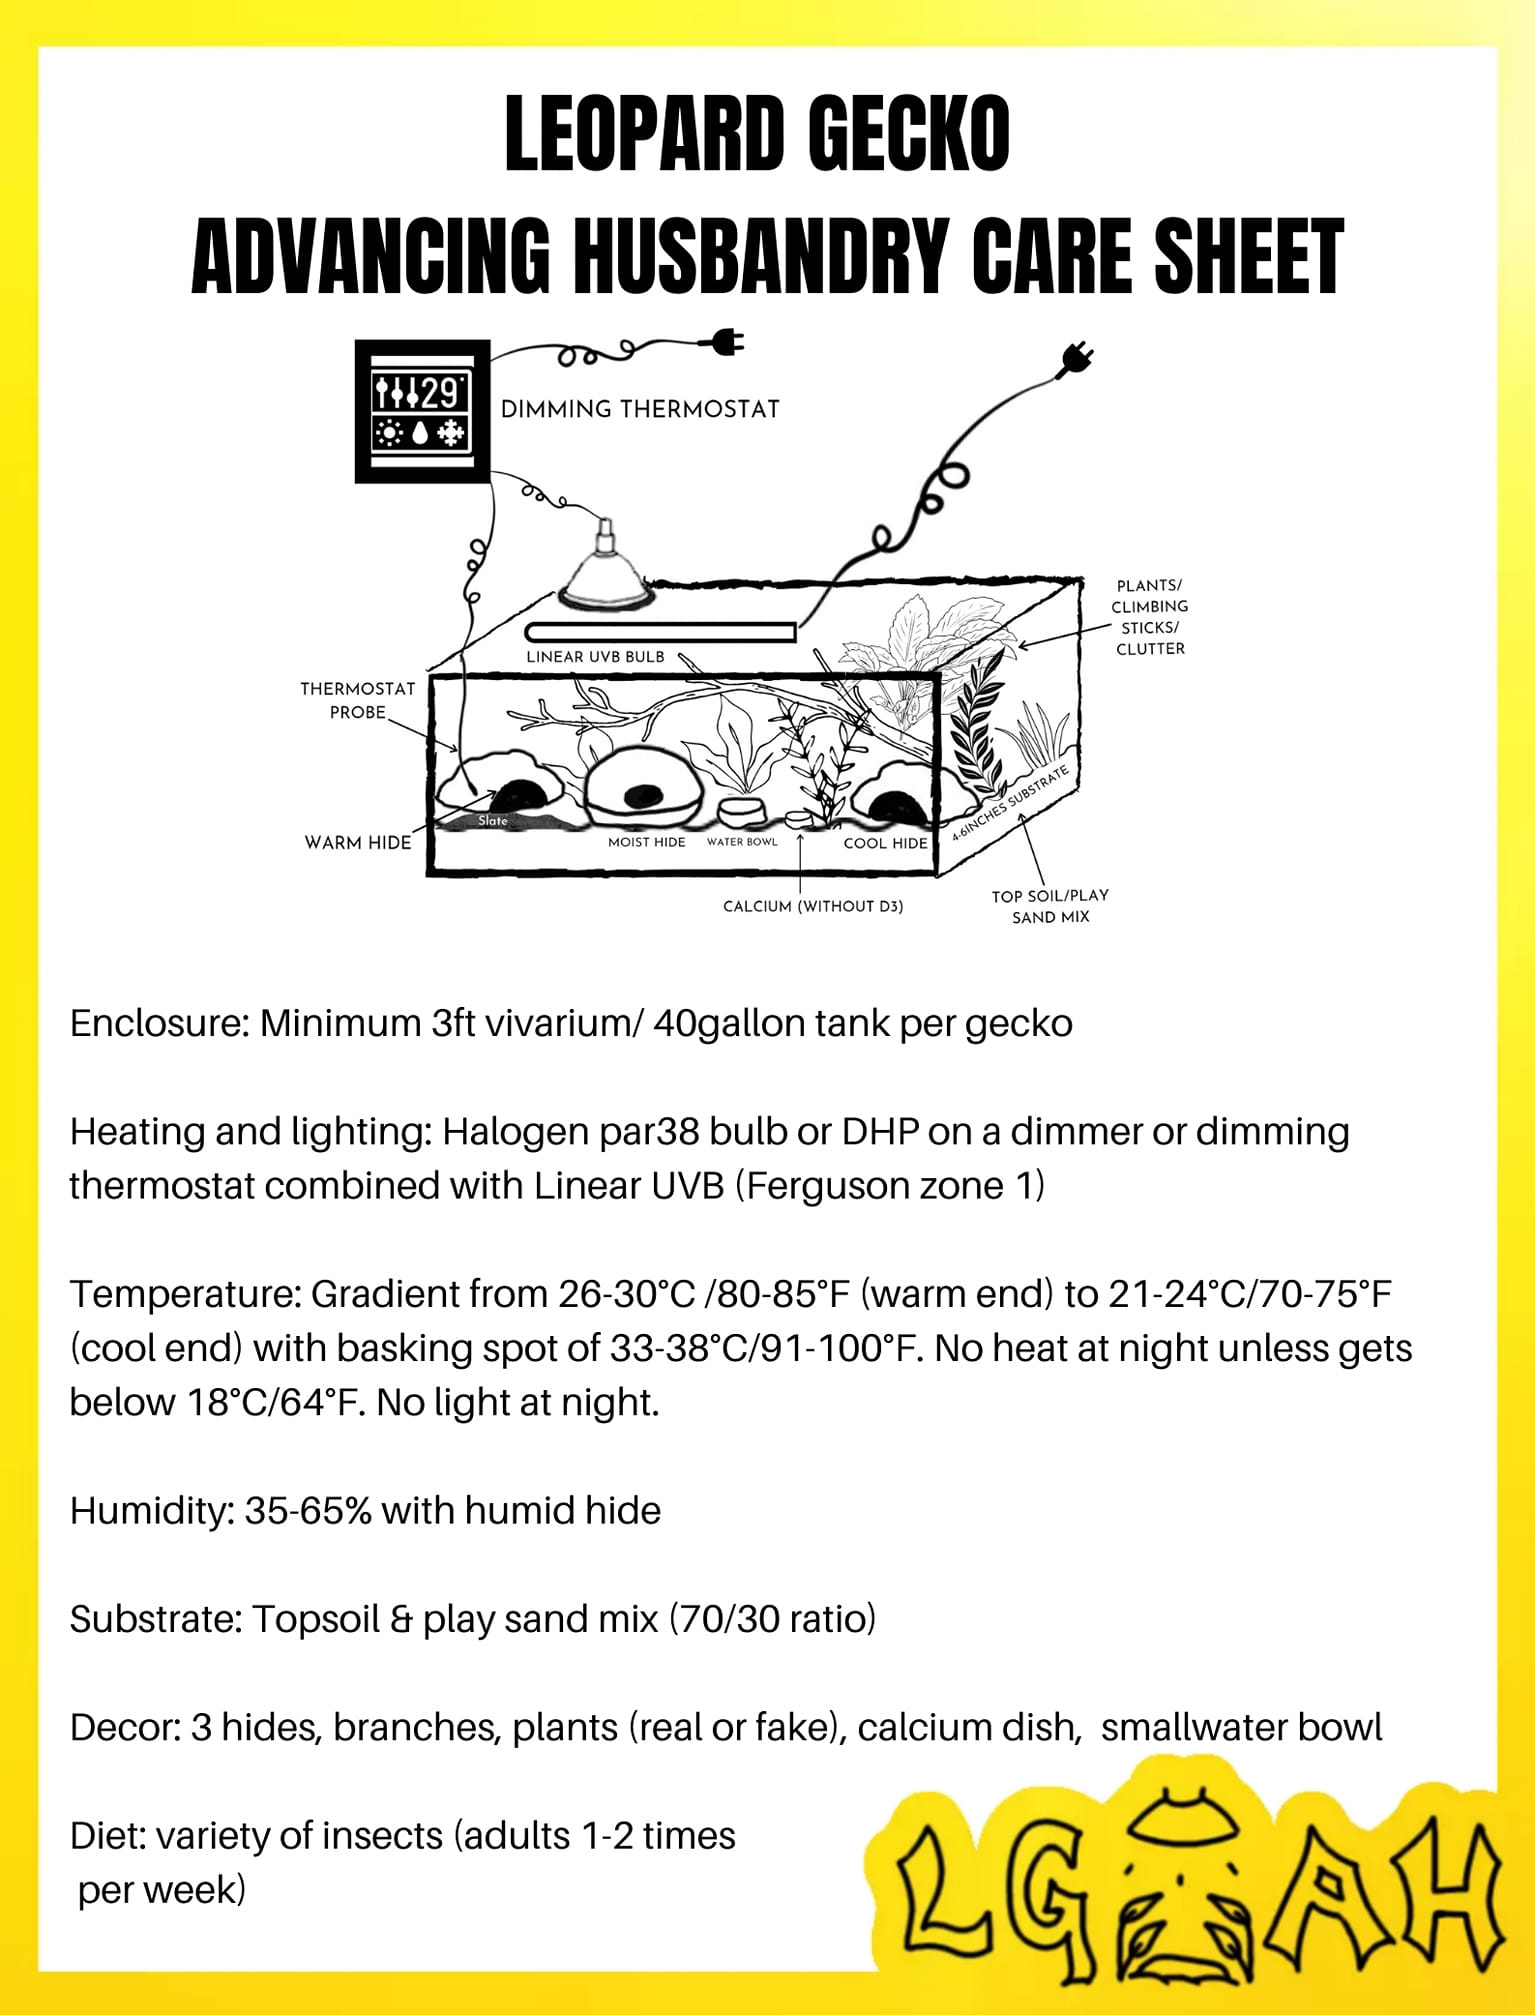 LEOPARD GECKO
ADVANCING HUSBANDRY CARE SHEET
29°
DIMMING THERMOSTAT
PLANTS/
CLIMBING
STICKS/
CLUTTER
LINEAR UVB BULB
THERMOSTAT
PROBE
4-6INCHES SUBSTRATE
Slate
WARM HIDE
MOIST HIDE
WATER BOWL
COOL HIDE
CALCIUM (WITHOUT D3)
TOP SOIL/PLAY
SAND MIX
Enclosure: Minimum 3ft vivarium/ 40gallon tank per gecko
Heating and lighting: Halogen par38 bulb or DHP on a dimmer or dimming
thermostat combined with Linear UVB (Ferguson zone 1)
Temperature: Gradient from 26-30°C /80-85°F (warm end) to 21-24°C/70-75°F
(cool end) with basking spot of 33-38°C/91-100°F. No heat at night unless gets
below 18°C/64°F. No light at night.
Humidity: 35-65% with humid hide
Substrate: Topsoil & play sand mix (70/30 ratio)
Decor: 3 hides, branches, plants (real or fake), calcium dish,  smallwater bowl
Diet: variety of insects (adults 1-2 times
per week)
LG AH